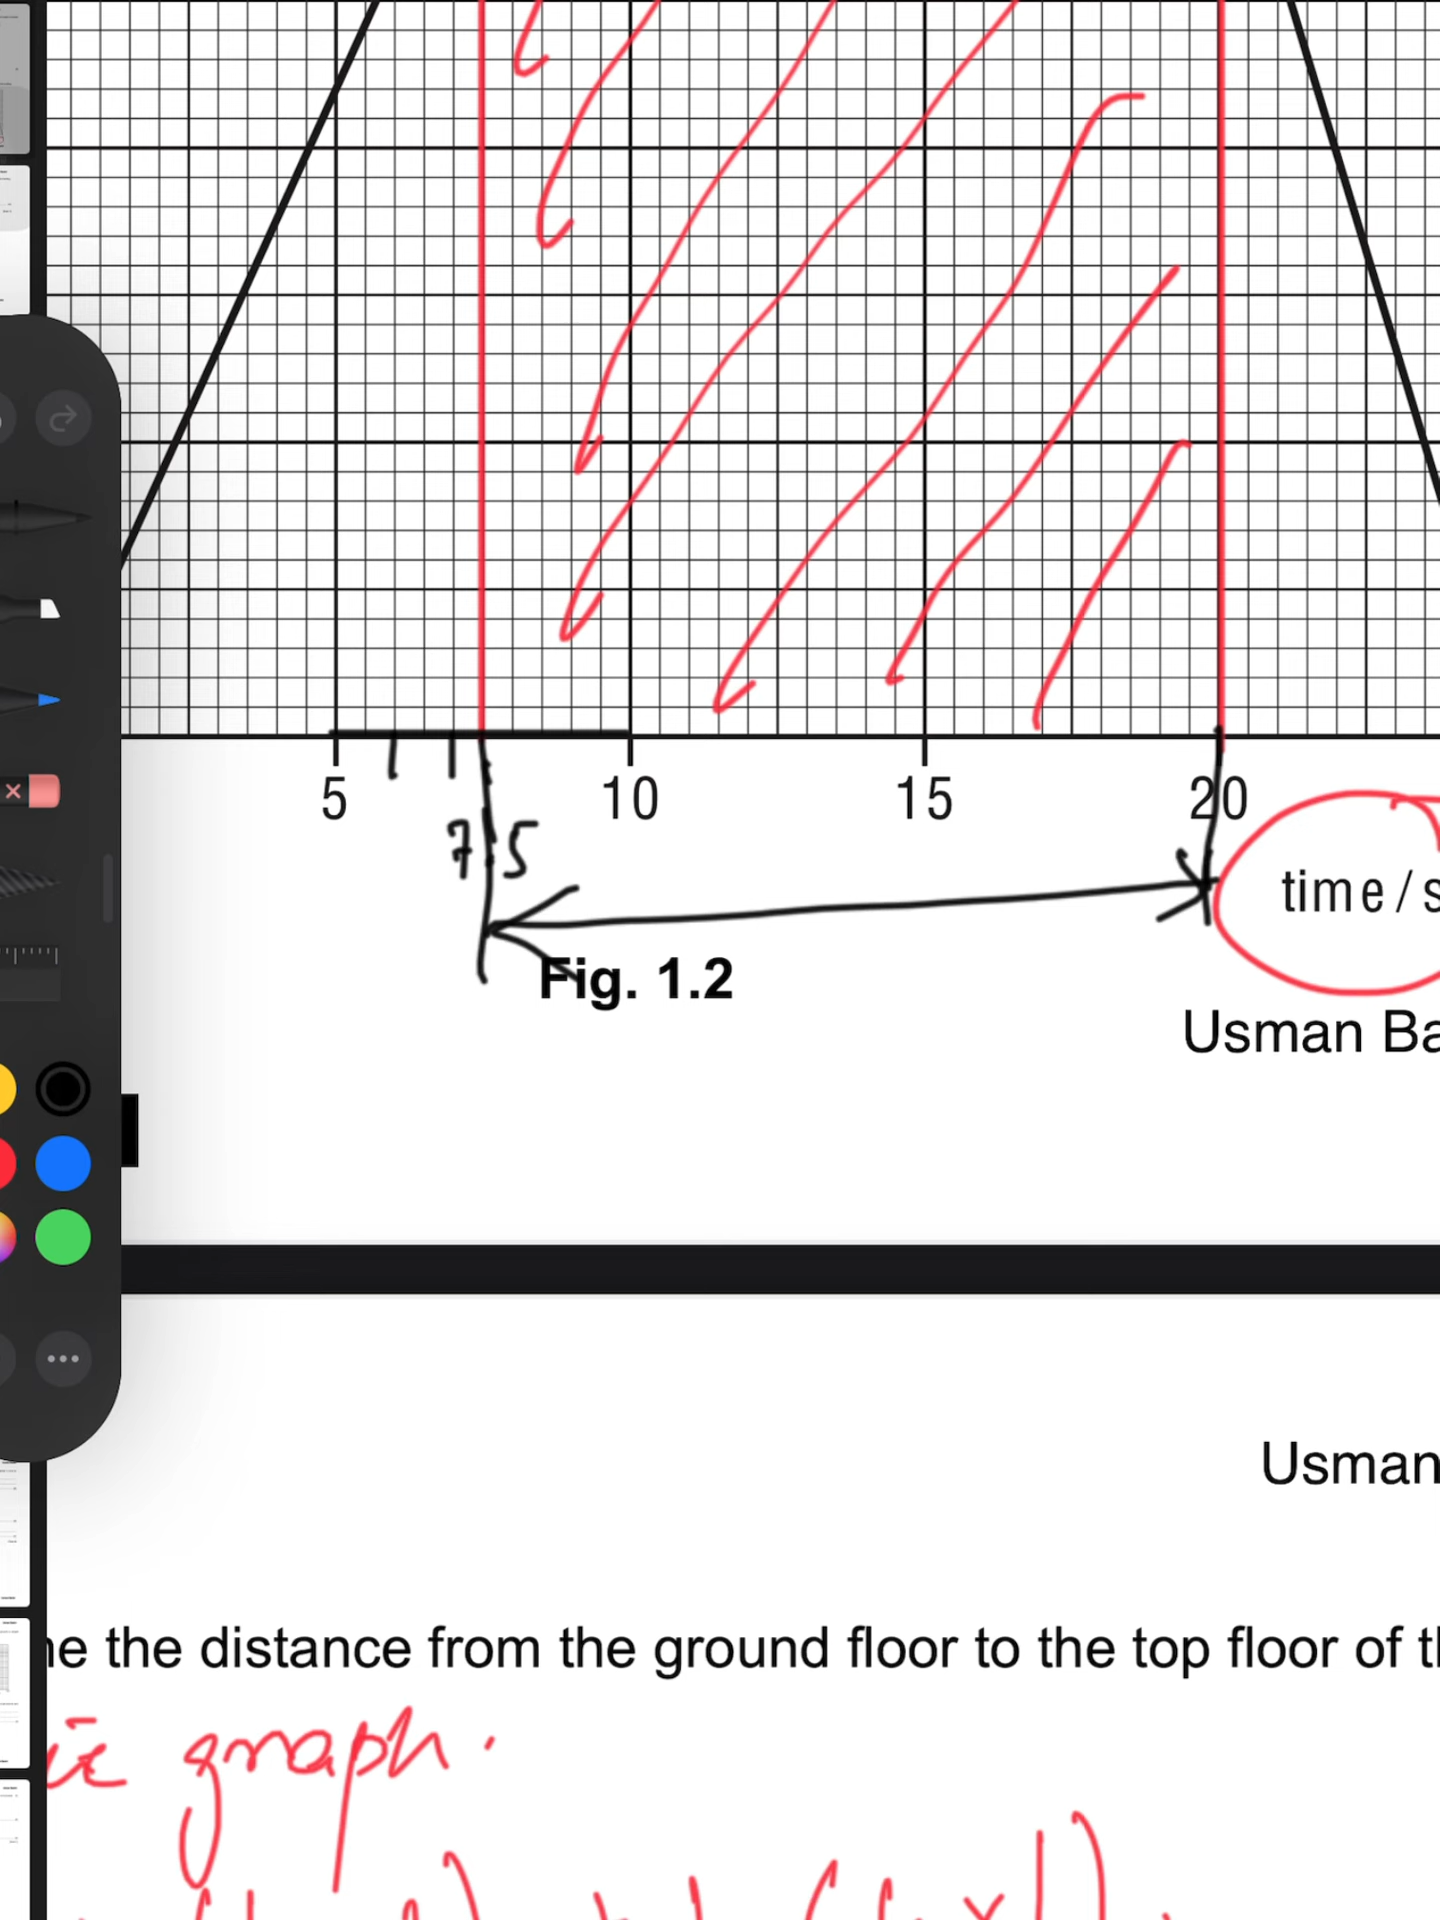 5 10 15 20
7.5
time/s
Fig. 1.2
Usman Ba
Usman
ne the distance from the ground floor to the top floor of th
graph.